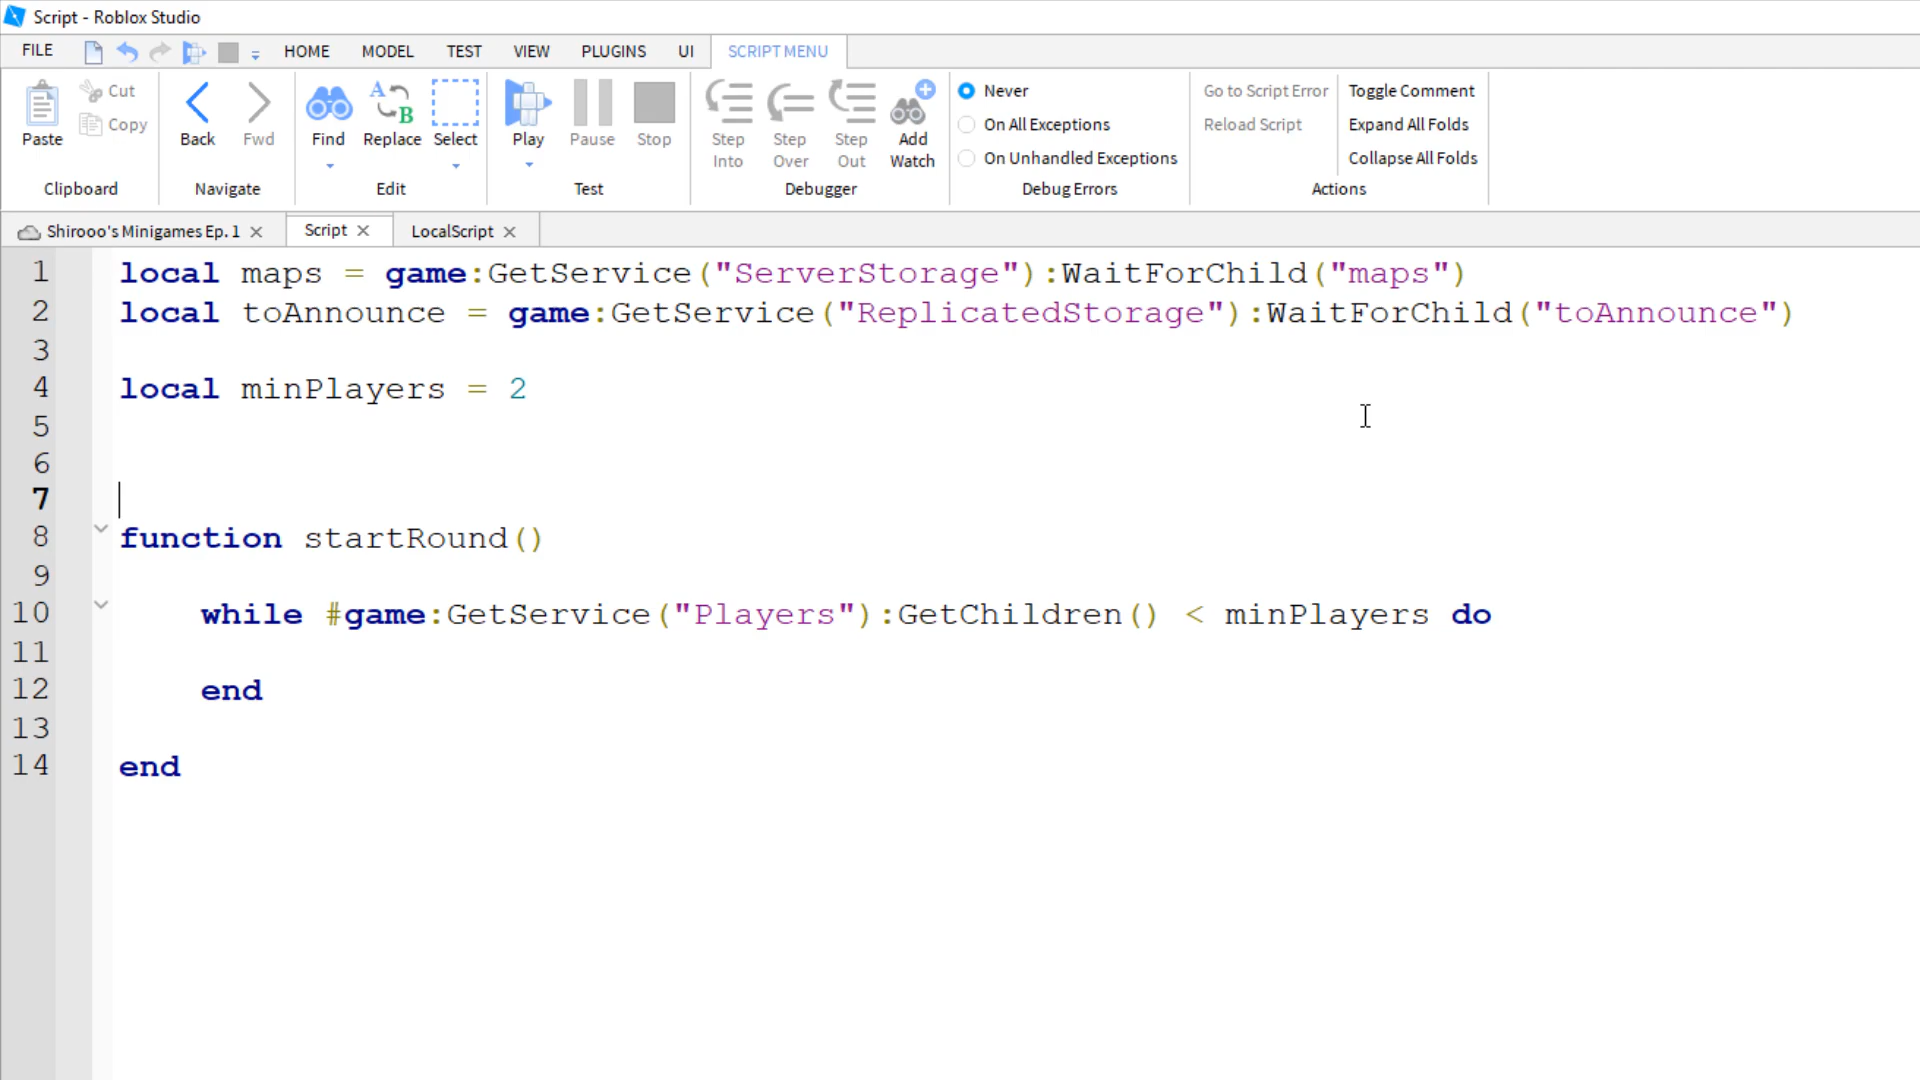 Script - Roblox Studio
FILE HOME MODEL TEST VIEW PLUGINS UI SCRIPT MENU
Paste Cut Copy Back Fwd Find Replace Select Play Pause Stop Step Into Step Over Step Out Add Watch
Never
On All Exceptions
On Unhandled Exceptions
Go to Script Error
Reload Script
Toggle Comment
Expand All Folds
Collapse All Folds
Clipboard Navigate Edit Test Debugger Debug Errors Actions
Shirooo's Minigames Ep. 1 Script LocalScript
1 local maps = game:GetService("ServerStorage"):WaitForChild("maps")
2 local toAnnounce = game:GetService("ReplicatedStorage"):WaitForChild("toAnnounce")
3
4 local minPlayers = 2
5
6
7
8 function startRound()
9
10 while #game:GetService("Players"):GetChildren() < minPlayers do
11
12 end
13
14 end